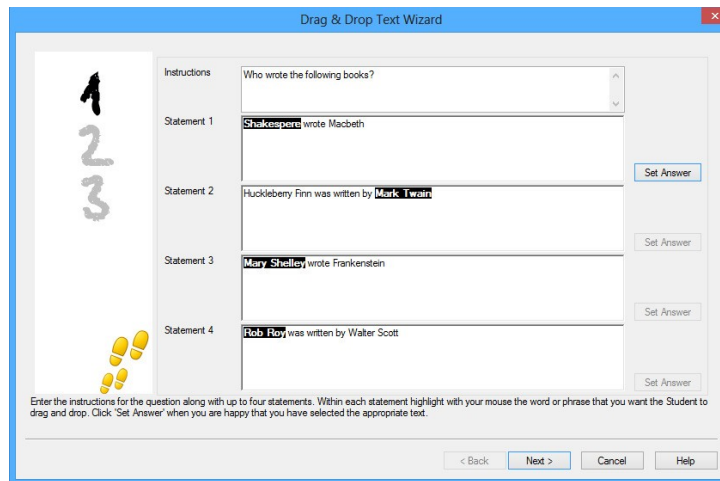 Drag & Drop Text Wizard
1
2
3
Instructions
Who wrote the following books?
Statement 1
Shakespere wrote Macbeth
Set Answer
Statement 2
Huckleberry Finn was written by Mark Twain
Set Answer
Statement 3
Mary Shelley wrote Frankenstein
Set Answer
Statement 4
Rob Roy was written by Walter Scott
Set Answer
Enter the instructions for the question along with up to four statements. Within each statement highlight with your mouse the word or phrase that you want the Student to
drag and drop. Click 'Set Answer' when you are happy that you have selected the appropriate text.
< Back Next > Cancel Help